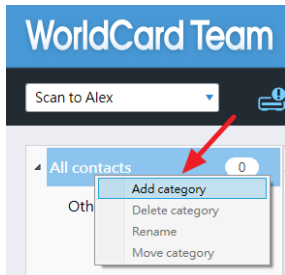 WorldCard Team
Scan to Alex
All contacts 0
Add category
Oth
Delete category
Rename
Move category